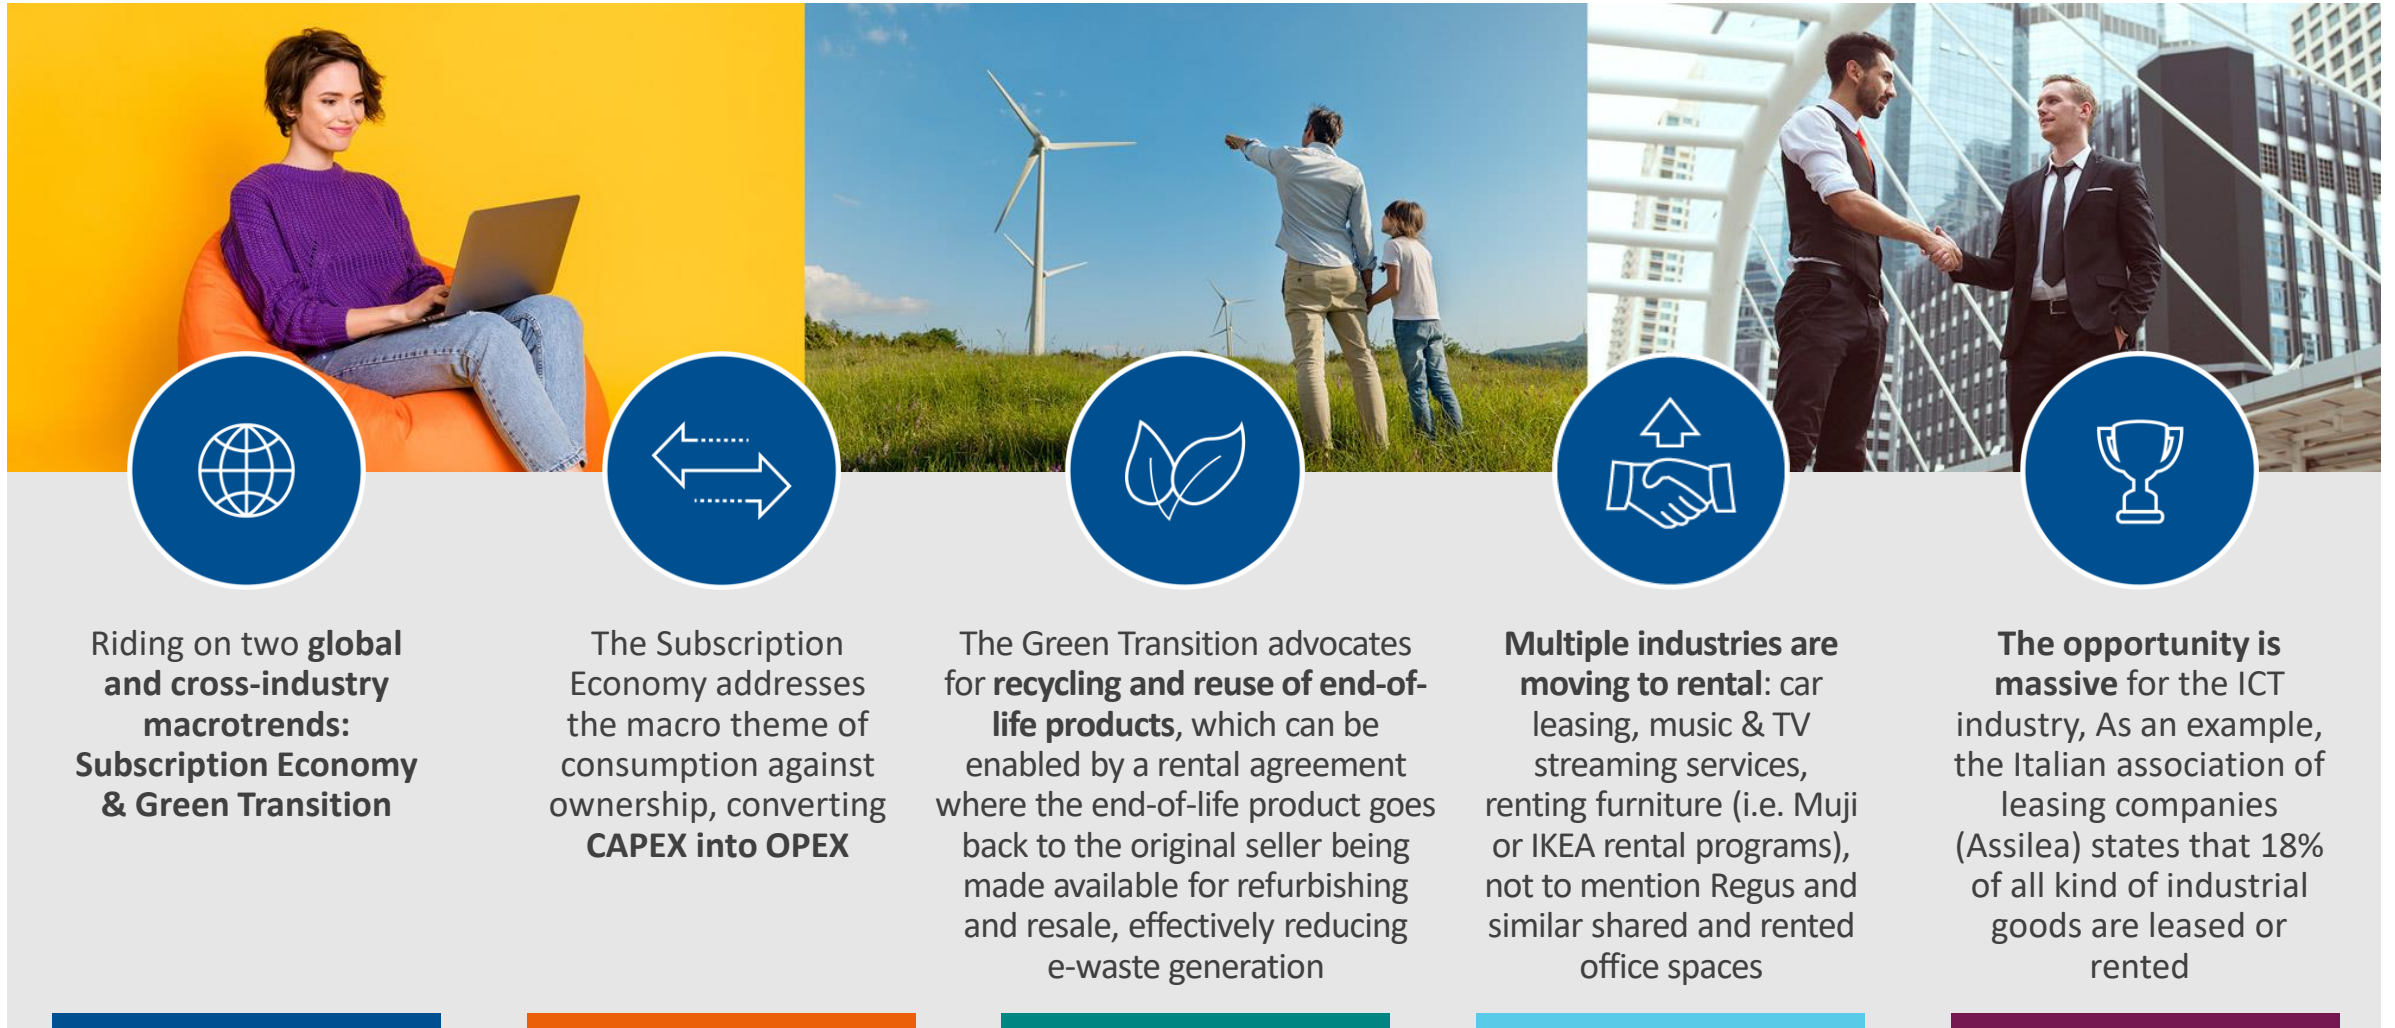 Riding on two global
and cross-industry
macrotrends:
Subscription Economy
& Green Transition
The Subscription
Economy addresses
the macro theme of
consumption against
ownership, converting
CAPEX into OPEX
The Green Transition advocates
for recycling and reuse of end-of-
life products, which can be
enabled by a rental agreement
where the end-of-life product goes
back to the original seller being
made available for refurbishing
and resale, effectively reducing
e-waste generation
Multiple industries are
moving to rental: car
leasing, music & TV
streaming services,
renting furniture (i.e. Muji
or IKEA rental programs),
not to mention Regus and
similar shared and rented
office spaces
The opportunity is
massive for the ICT
industry, As an example,
the Italian association of
leasing companies
(Assilea) states that 18%
of all kind of industrial
goods are leased or
rented